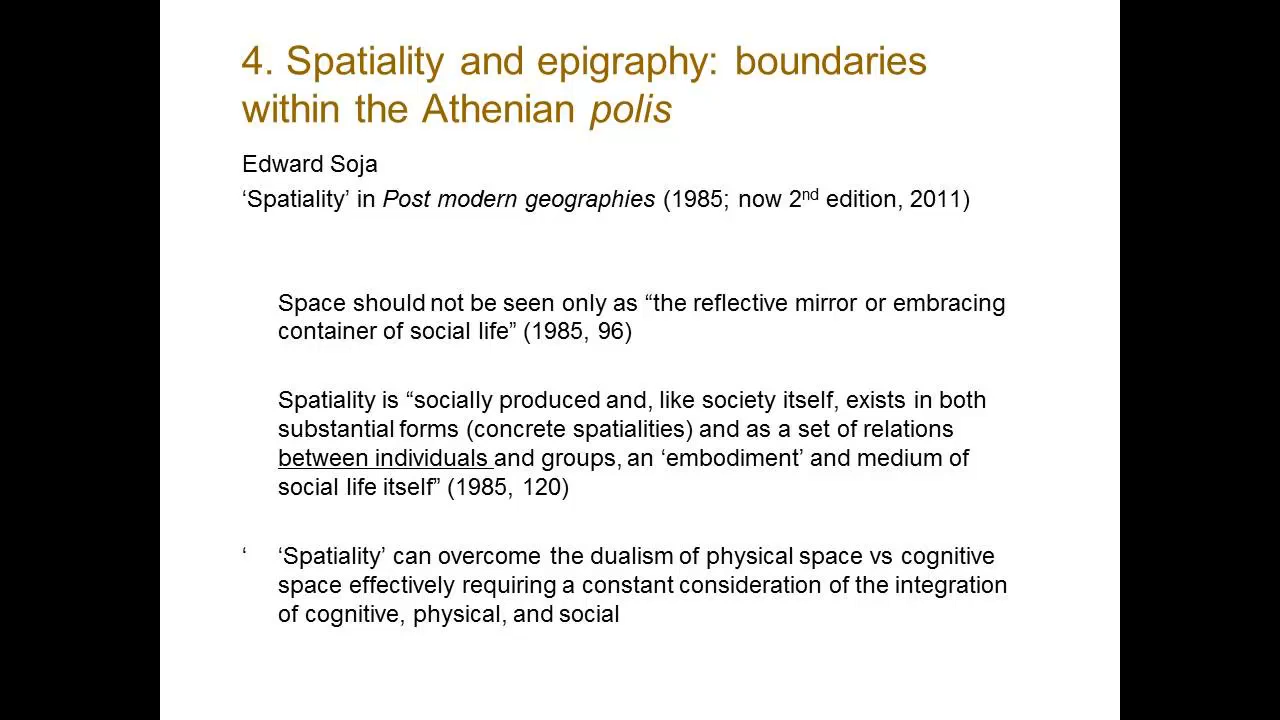 4. Spatiality and epigraphy: boundaries
within the Athenian polis
Edward Soja
‘Spatiality’ in Post modern geographies (1985; now 2nd edition, 2011)
Space should not be seen only as “the reflective mirror or embracing
container of social life” (1985, 96)
Spatiality is “socially produced and, like society itself, exists in both
substantial forms (concrete spatialities) and as a set of relations
between individuals and groups, an ‘embodiment’ and medium of
social life itself” (1985, 120)
‘ ‘Spatiality’ can overcome the dualism of physical space vs cognitive
space effectively requiring a constant consideration of the integration
of cognitive, physical, and social